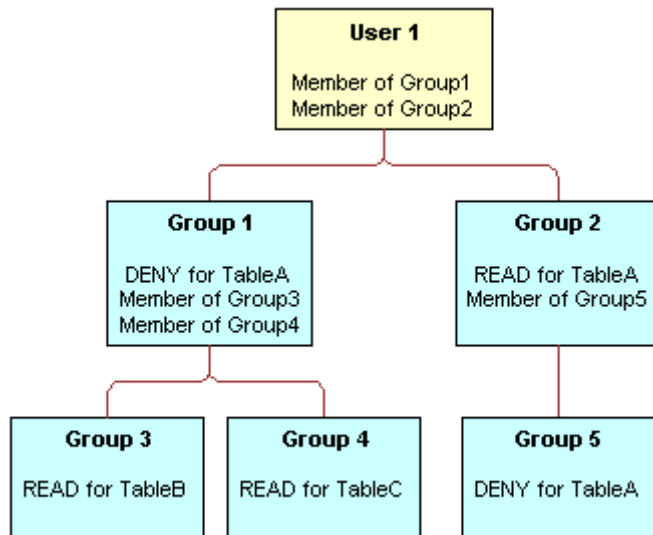 User 1
Member of Group1
Member of Group2
Group 1
DENY for TableA
Member of Group3
Member of Group4
Group 2
READ for TableA
Member of Group5
Group 3
READ for TableB
Group 4
READ for TableC
Group 5
DENY for TableA